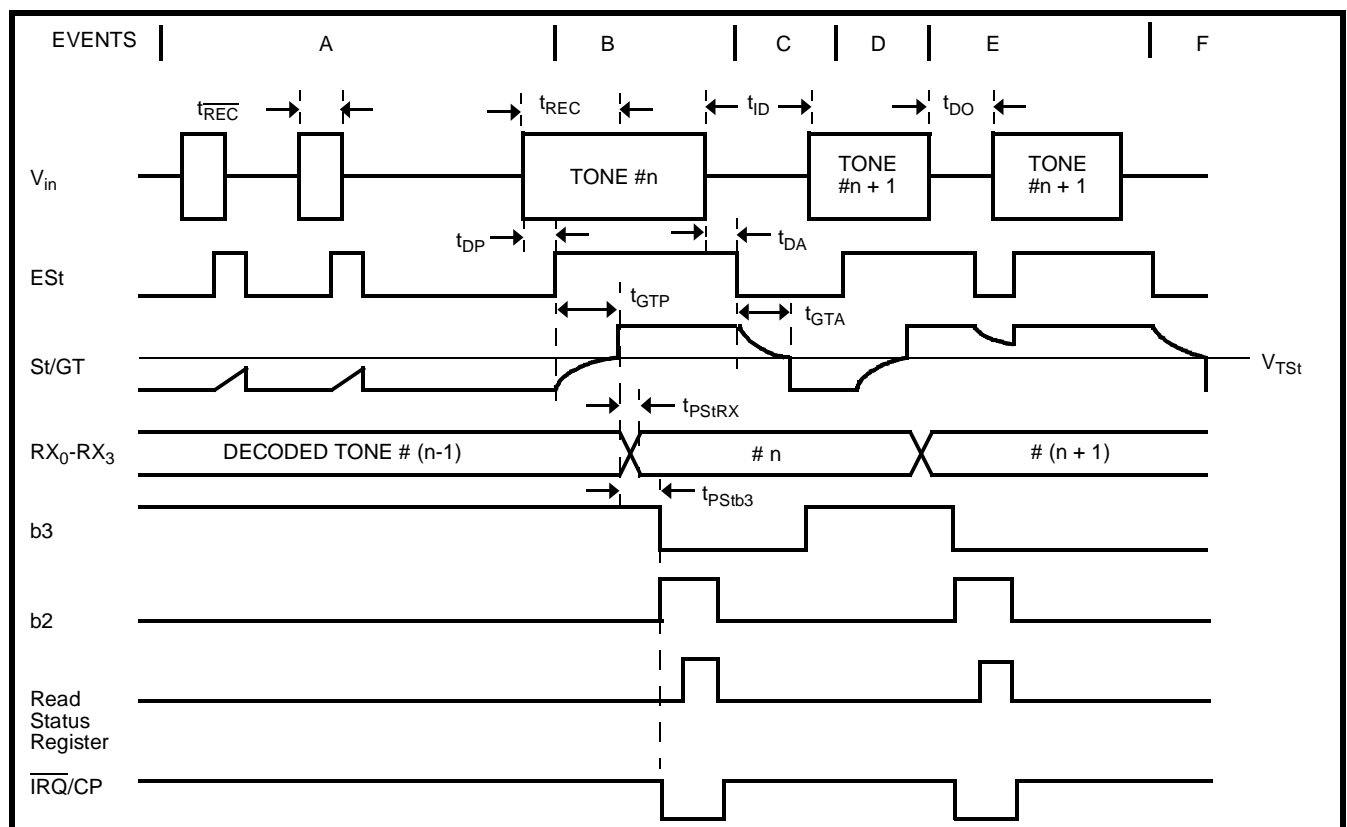 EVENTS A B C D E F
tREC tREC tID tDO
Vin TONE #n TONE #n + 1 TONE #n + 1
tDP tDA
ESt
tGTP tGTA
St/GT VTSt
tPStRX
RX0-RX3 DECODED TONE # (n-1) # n # (n + 1)
tPStb3
b3
b2
Read
Status
Register
IRQ/CP